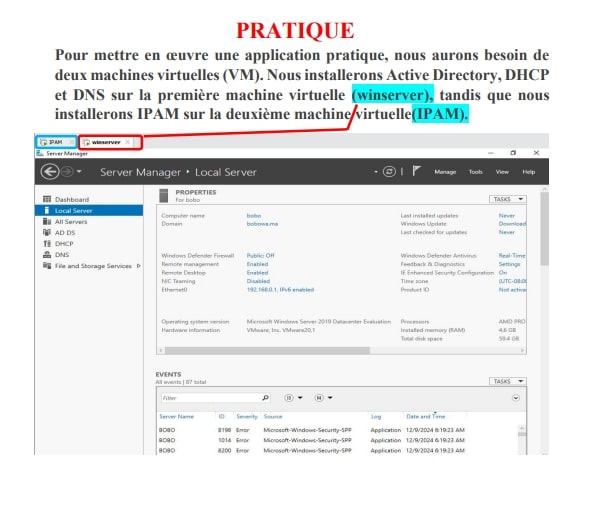 PRATIQUE
Pour mettre en œuvre une application pratique, nous aurons besoin de
deux machines virtuelles (VM). Nous installerons Active Directory, DHCP
et DNS sur la première machine virtuelle (winserver), tandis que nous
installerons IPAM sur la deuxième machine virtuelle(IPAM).
IPAM winserver
Server Manager
Server Manager • Local Server Manage Tools View Help
Dashboard
Local Server
All Servers
AD DS
DHCP
DNS
File and Storage Services
PROPERTIES
For bobo
TASKS
Computer name bobo Last installed updates Never
Domain bobowa.ma Windows Update Download
Last checked for updates Never
Windows Defender Firewall Public: Off Windows Defender Antivirus Real-Time
Remote management Enabled Feedback & Diagnostics Settings
Remote Desktop Enabled IE Enhanced Security Configuration On
NIC Teaming Disabled Time zone (UTC-08:00
Ethernet0 192.168.0.1, IPv6 enabled Product ID Not activa
Operating system version Microsoft Windows Server 2019 Datacenter Evaluation Processors AMD PRO
Hardware information VMware, Inc. VMware20,1 Installed memory (RAM) 4.6 GB
Total disk space 59.4 GB
EVENTS
All events | 87 total
TASKS
Filter
Server Name ID Severity Source Log Date and Time
BOBO 8198 Error Microsoft-Windows-Security-SPP Application 12/9/2024 6:19:23 AM
BOBO 1014 Error Microsoft-Windows-Security-SPP Application 12/9/2024 6:19:23 AM
BOBO 8200 Error Microsoft-Windows-Security-SPP Application 12/9/2024 6:19:23 AM